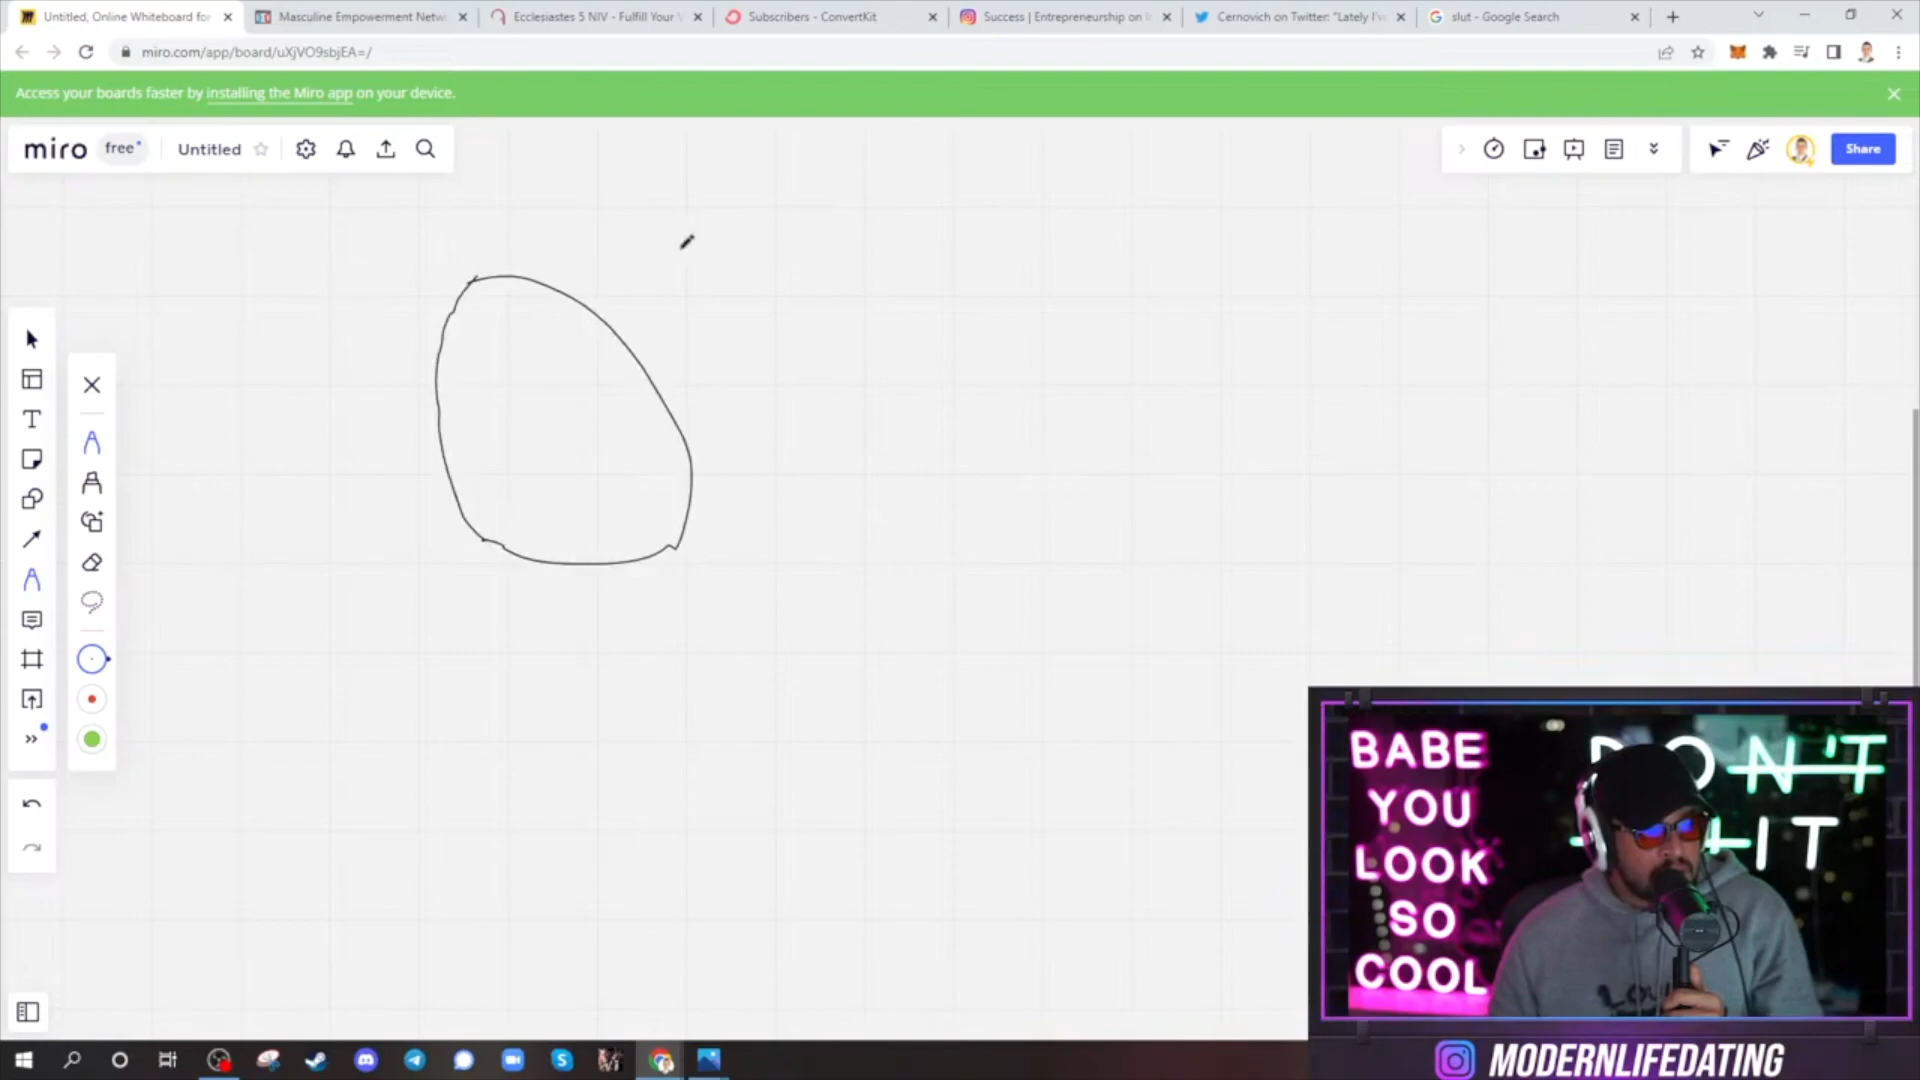 Untitled, Online Whiteboard for
Masculine Empowerment Netw
Ecclesiastes 5 NIV - Fulfill Your V
Subscribers - ConvertKit
Success | Entrepreneurship on I
Cernovich on Twitter: "Lately I'v
slut - Google Search
miro.com/app/board/uXjVO9sbjEA=/
Access your boards faster by installing the Miro app on your device.
miro free Untitled
Share
BABE
YOU
LOOK
SO
COOL
DON'T
IT
MODERNLIFEDATING